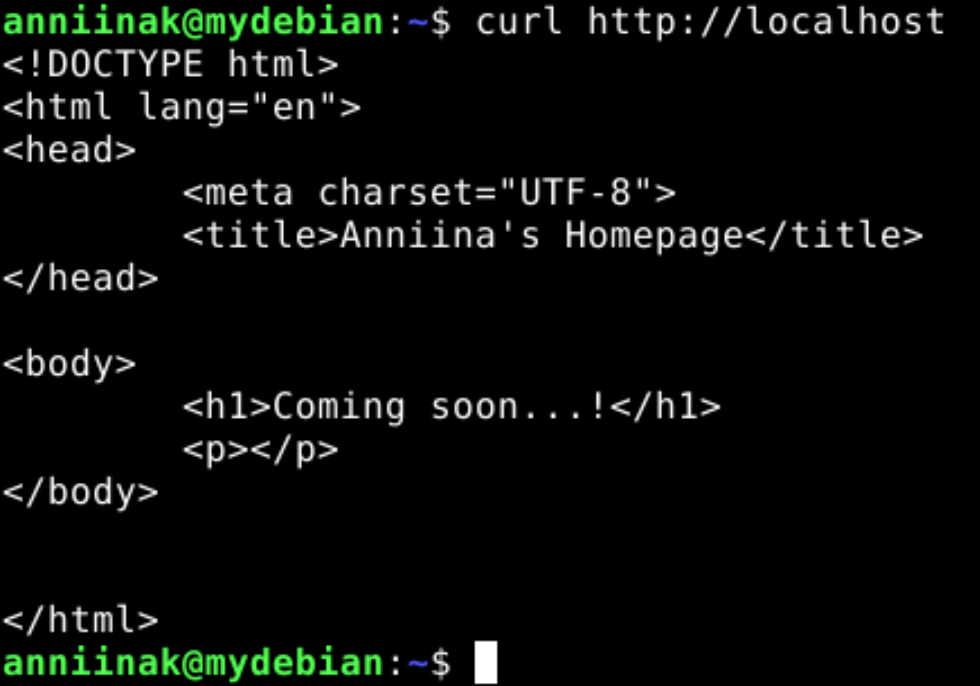 anniinak@mydebian:~$ curl http://localhost
<!DOCTYPE html>
<html lang="en">
<head>
        <meta charset="UTF-8">
        <title>Anniina's Homepage</title>
</head>

<body>
        <h1>Coming soon...!</h1>
        <p></p>
</body>


</html>
anniinak@mydebian:~$